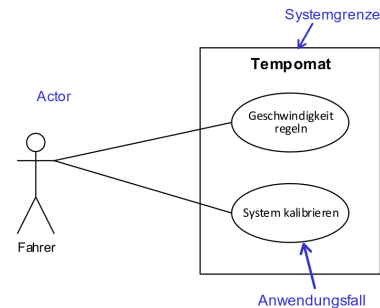 Systemgrenze
Tempomat
Actor
Geschwindigkeit
regeln
System kalibrieren
Fahrer
Anwendungsfall